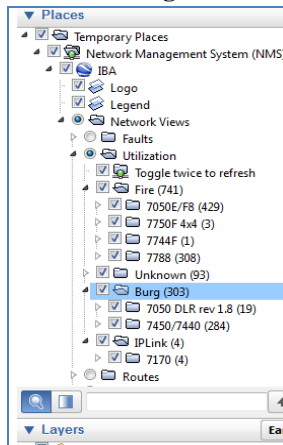 Places
Temporary Places
Network Management System (NMS)
IBA
Logo
Legend
Network Views
Faults
Utilization
Toggle twice to refresh
Fire (741)
7050E/F8 (429)
7750F 4x4 (3)
7744F (1)
7788 (308)
Unknown (93)
Burg (303)
7050 DLR rev 1.8 (19)
7450/7440 (284)
IPLink (4)
7170 (4)
Routes
Layers